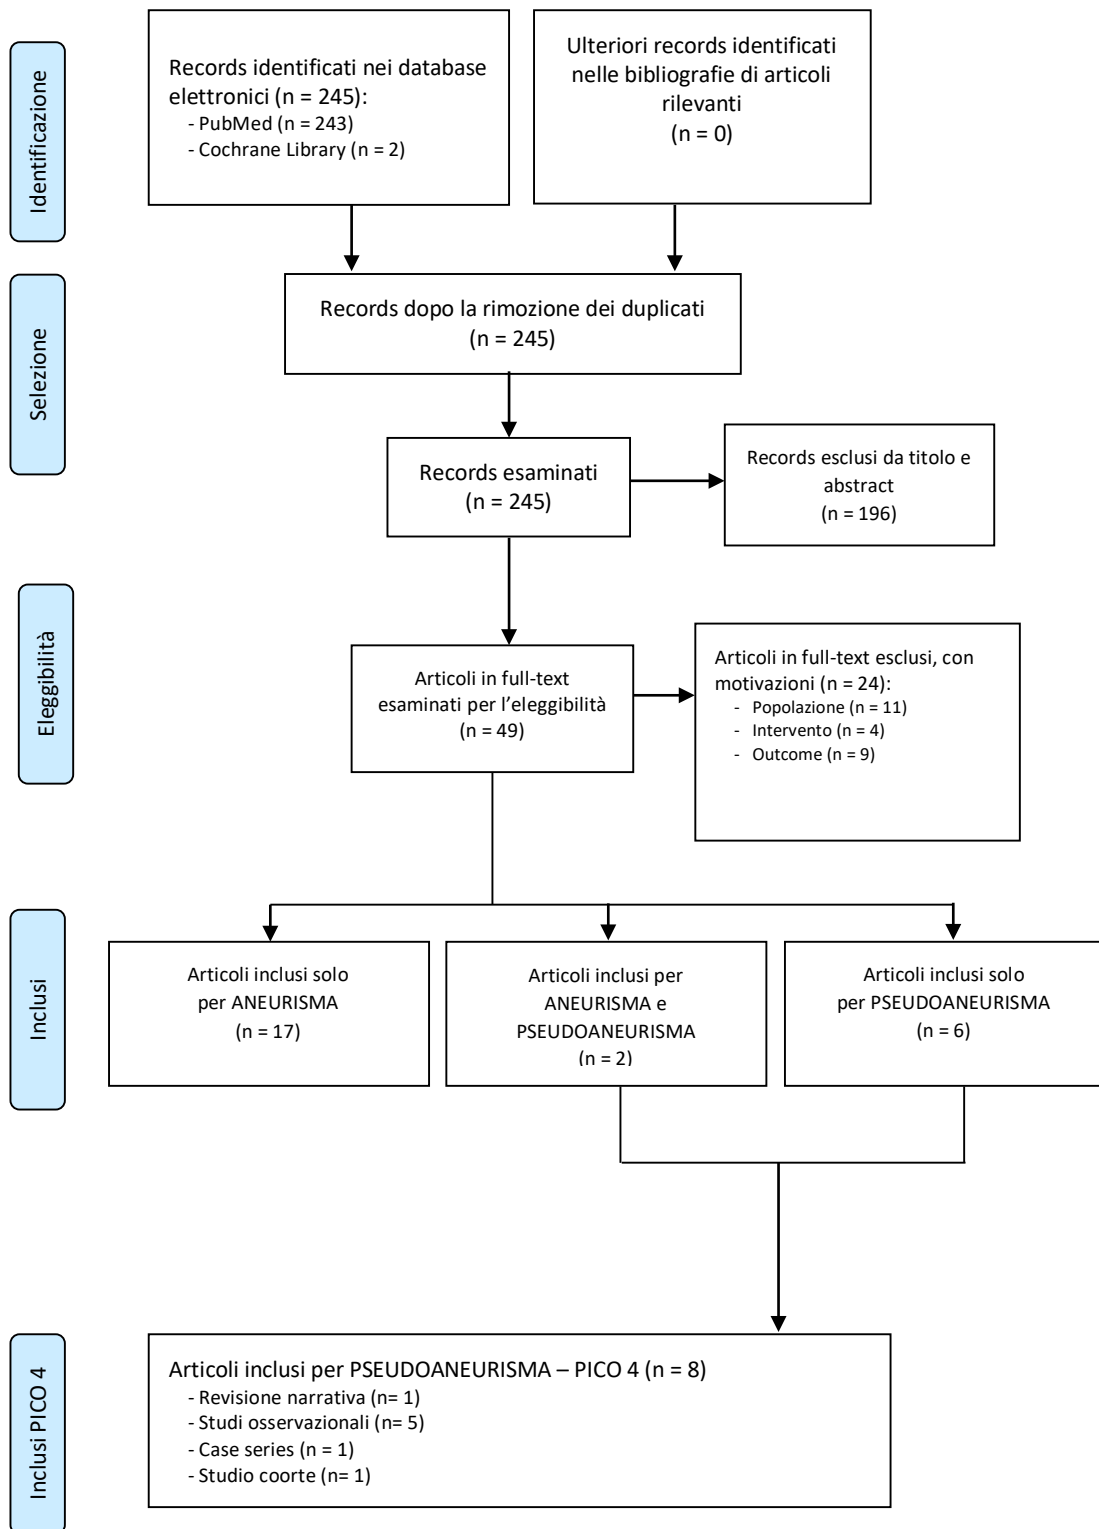 Identificazione
Records identificati nei database
elettronici (n = 245):
- PubMed (n = 243)
- Cochrane Library (n = 2)
Ulteriori records identificati
nelle bibliografie di articoli
rilevanti
(n = 0)
Selezione
Records dopo la rimozione dei duplicati
(n = 245)
Records esaminati
(n = 245)
Records esclusi da titolo e
abstract
(n = 196)
Eleggibilità
Articoli in full-text
esaminati per l'eleggibilità
(n = 49)
Articoli in full-text esclusi, con
motivazioni (n = 24):
- Popolazione (n = 11)
- Intervento (n = 4)
- Outcome (n = 9)
Inclusi
Articoli inclusi solo
per ANEURISMA
(n = 17)
Articoli inclusi per
ANEURISMA e
PSEUDOANEURISMA
(n = 2)
Articoli inclusi solo
per PSEUDOANEURISMA
(n = 6)
Inclusi PICO 4
Articoli inclusi per PSEUDOANEURISMA – PICO 4 (n = 8)
- Revisione narrativa (n= 1)
- Studi osservazionali (n= 5)
- Case series (n = 1)
- Studio coorte (n= 1)